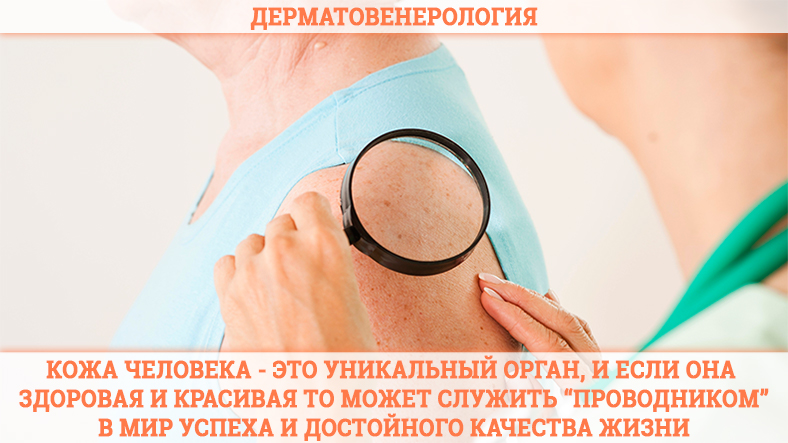 ДЕРМАТОВЕНЕРОЛОГИЯ
КОЖА ЧЕЛОВЕКА - ЭТО УНИКАЛЬНЫЙ ОРГАН, И ЕСЛИ ОНА
ЗДОРОВАЯ И КРАСИВАЯ ТО МОЖЕТ СЛУЖИТЬ “ПРОВОДНИКОМ”
В МИР УСПЕХА И ДОСТОЙНОГО КАЧЕСТВА ЖИЗНИ